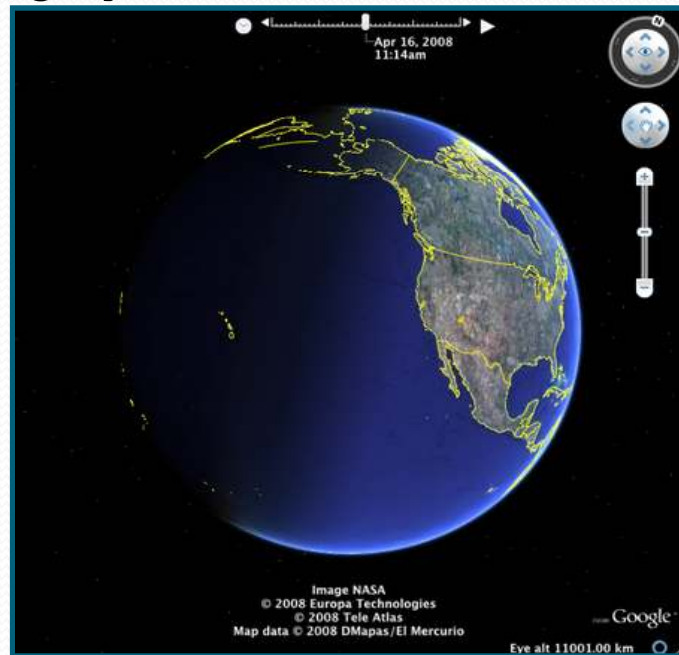 Apr 16, 2008
11:14am
N
Image NASA
© 2008 Europa Technologies
© 2008 Tele Atlas
Map data © 2008 DMapas/El Mercurio
Google
Eye alt 11001.00 km